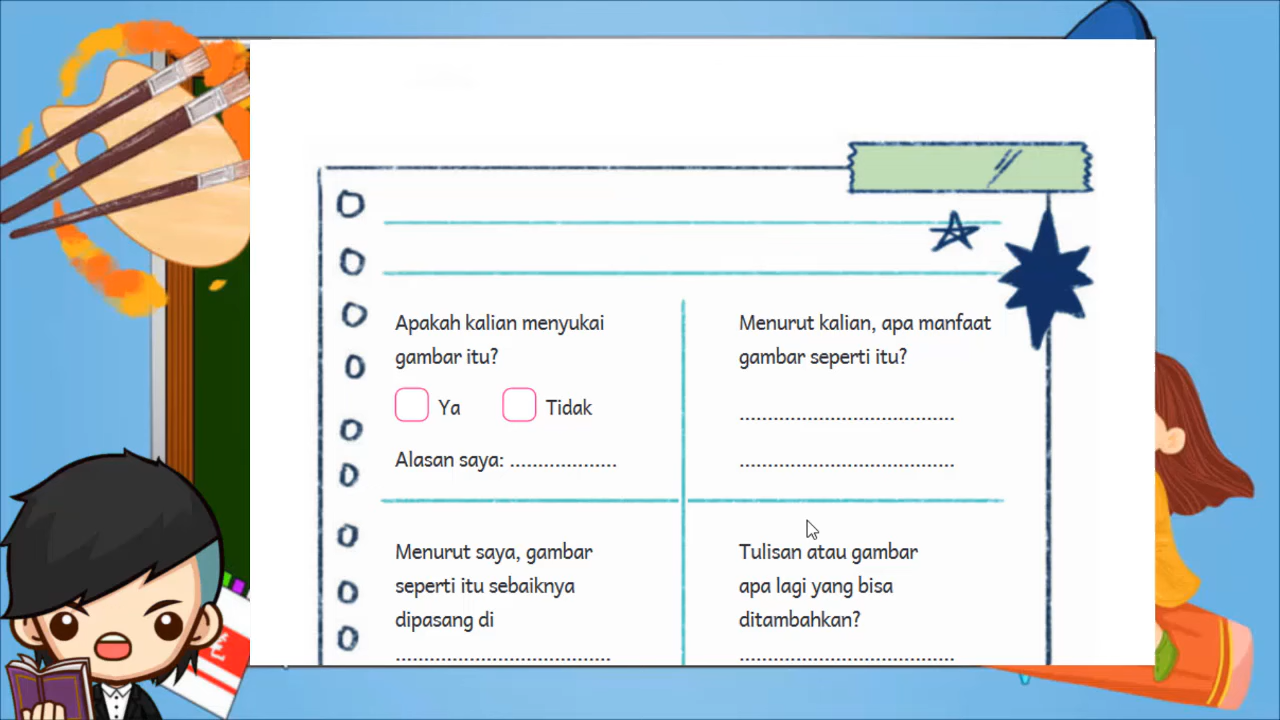 Apakah kalian menyukai
gambar itu?
Ya
Tidak
Alasan saya: ...................
Menurut kalian, apa manfaat
gambar seperti itu?
......................................
......................................
Menurut saya, gambar
seperti itu sebaiknya
dipasang di
......................................
Tulisan atau gambar
apa lagi yang bisa
ditambahkan?
......................................